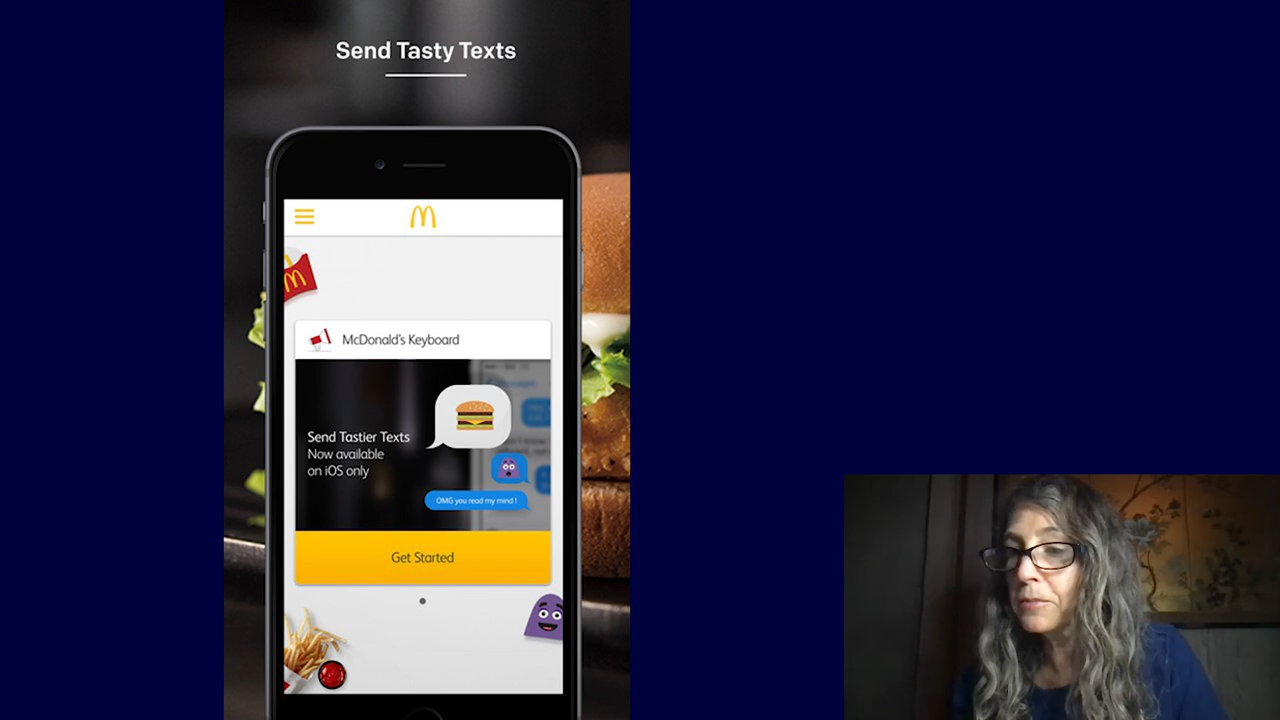 Send Tasty Texts
McDonald's Keyboard
Send Tastier Texts
Now available
on iOS only
OMG you read my mind !
Get Started